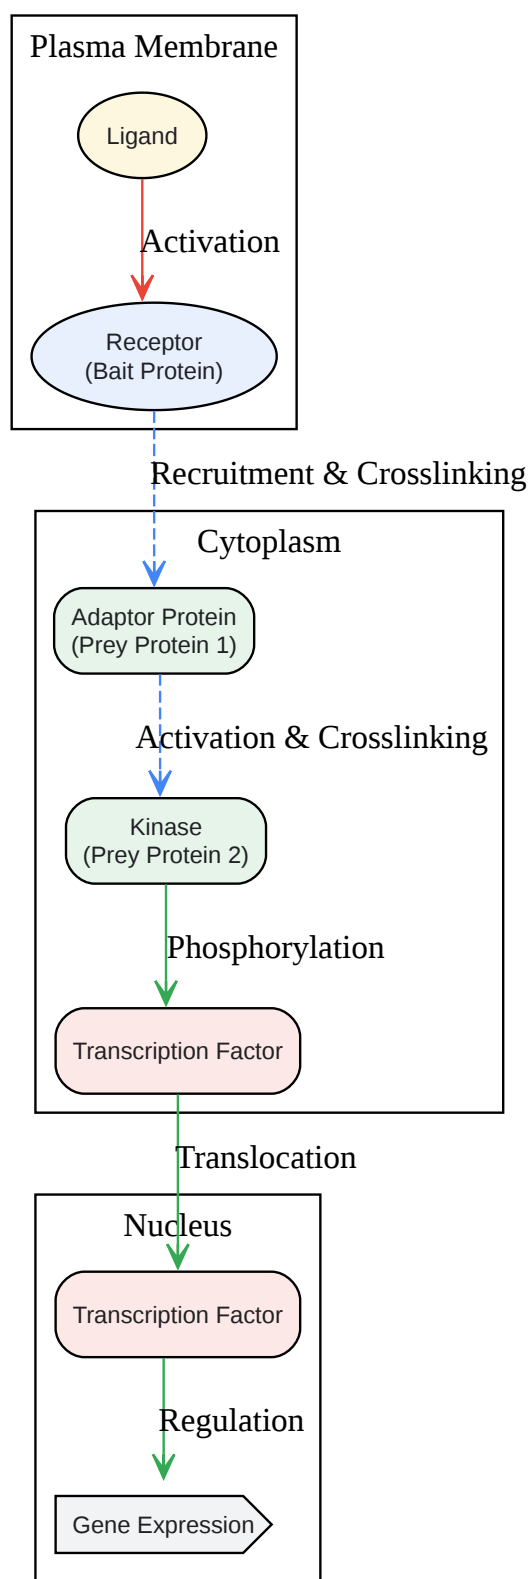 Plasma Membrane
Ligand
Activation
Receptor
(Bait Protein)
Recruitment & Crosslinking
Cytoplasm
Adaptor Protein
(Prey Protein 1)
Activation & Crosslinking
Kinase
(Prey Protein 2)
Phosphorylation
Transcription Factor
Translocation
Nucleus
Transcription Factor
Regulation
Gene Expression